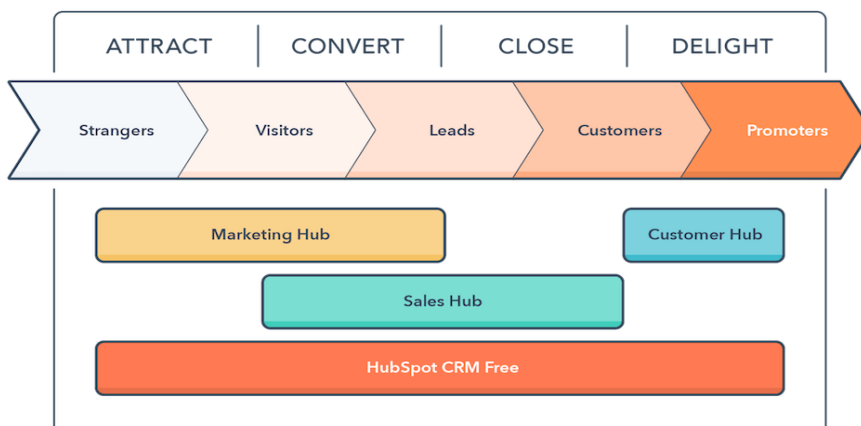 ATTRACT CONVERT CLOSE DELIGHT
Strangers Visitors Leads Customers Promoters
Marketing Hub Customer Hub
Sales Hub
HubSpot CRM Free